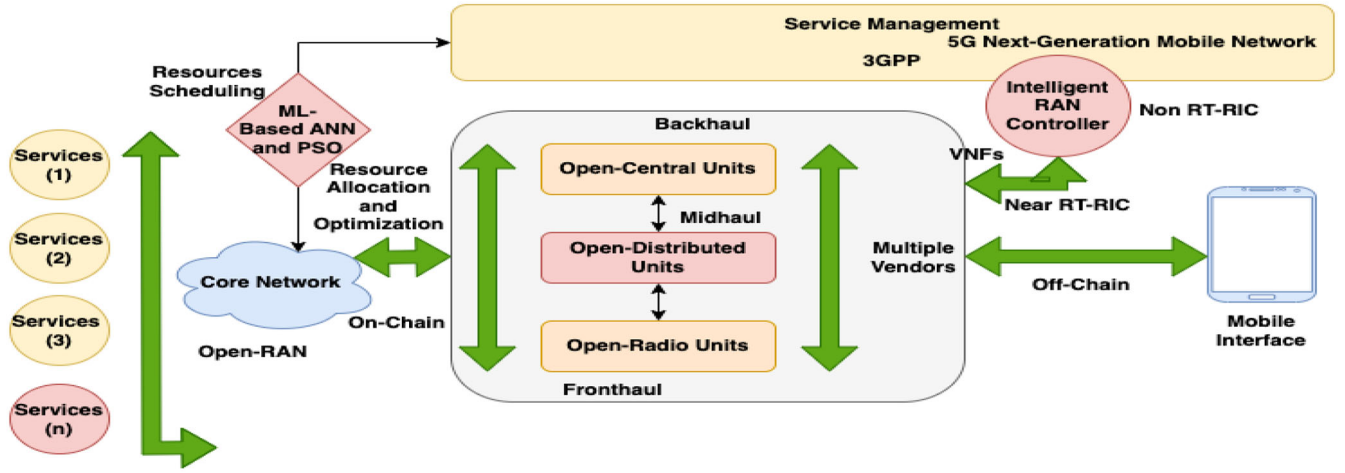 Service Management
5G Next-Generation Mobile Network
3GPP
Resources
Scheduling
ML-
Based ANN
and PSO
Intelligent
RAN
Controller
Non RT-RIC
Services
(1)
Services
(2)
Services
(3)
Services
(n)
Resource
Allocation
and
Optimization
Core Network
On-Chain
Open-RAN
Backhaul
Open-Central Units
Midhaul
Open-Distributed
Units
Open-Radio Units
Fronthaul
Multiple
Vendors
VNFs
Near RT-RIC
Off-Chain
Mobile
Interface